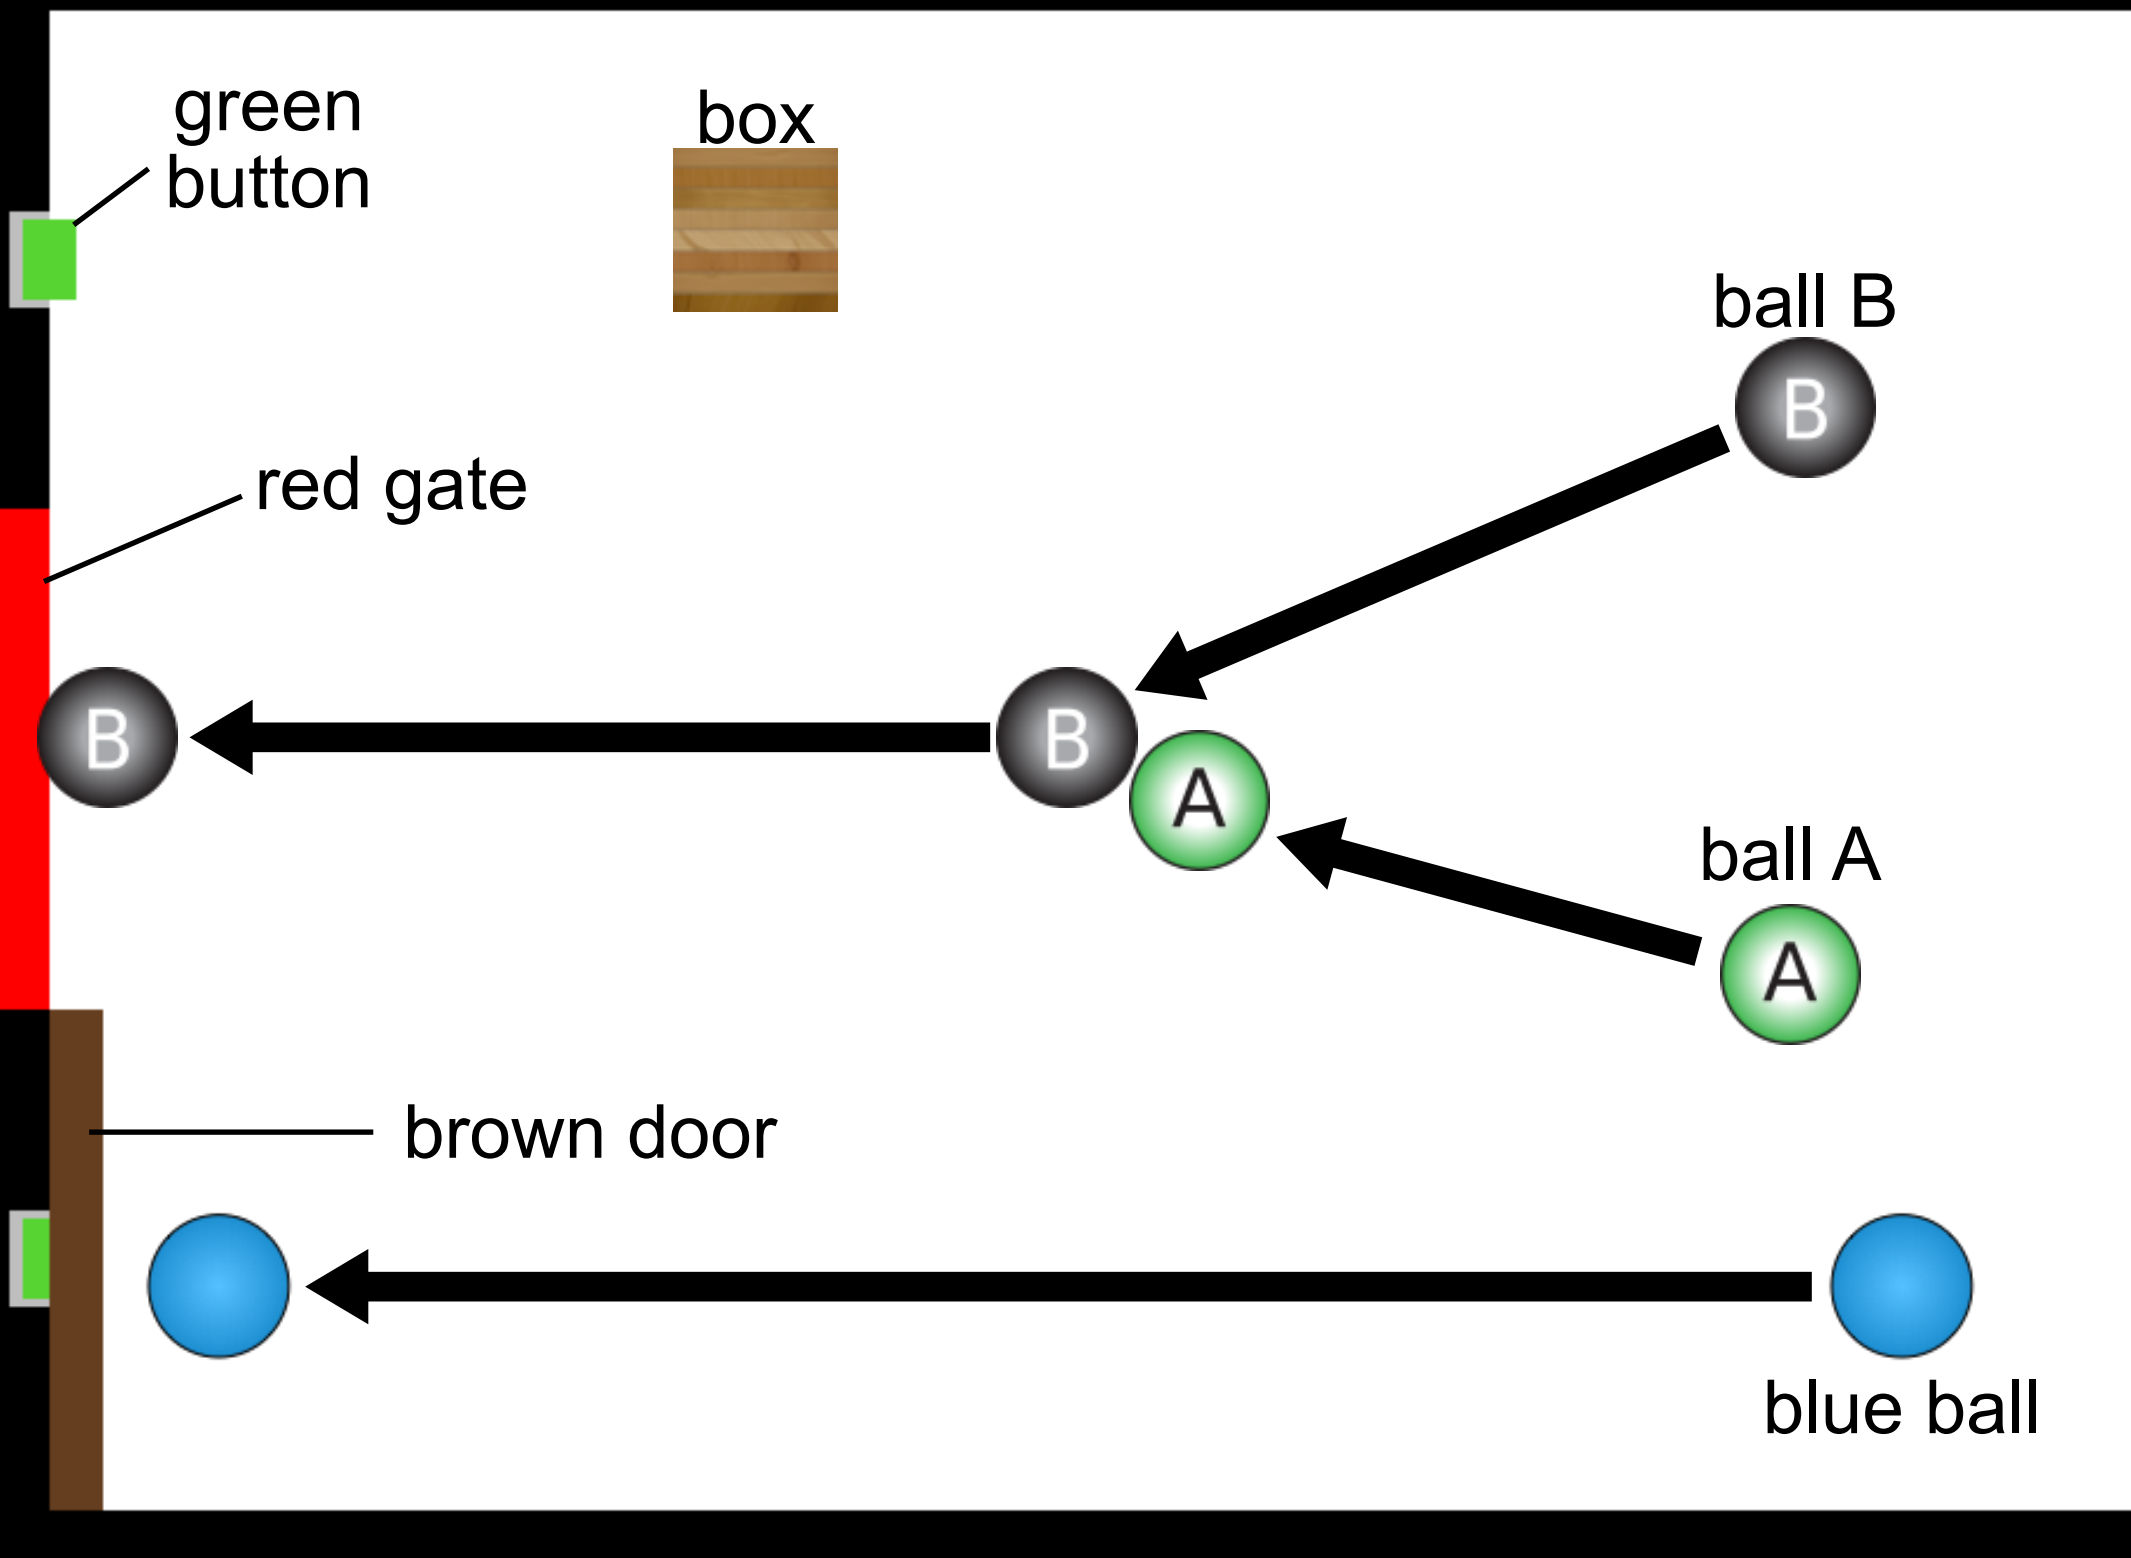 green
button
box
ball B
B
red gate
B
B
A
ball A
A
brown door
blue ball